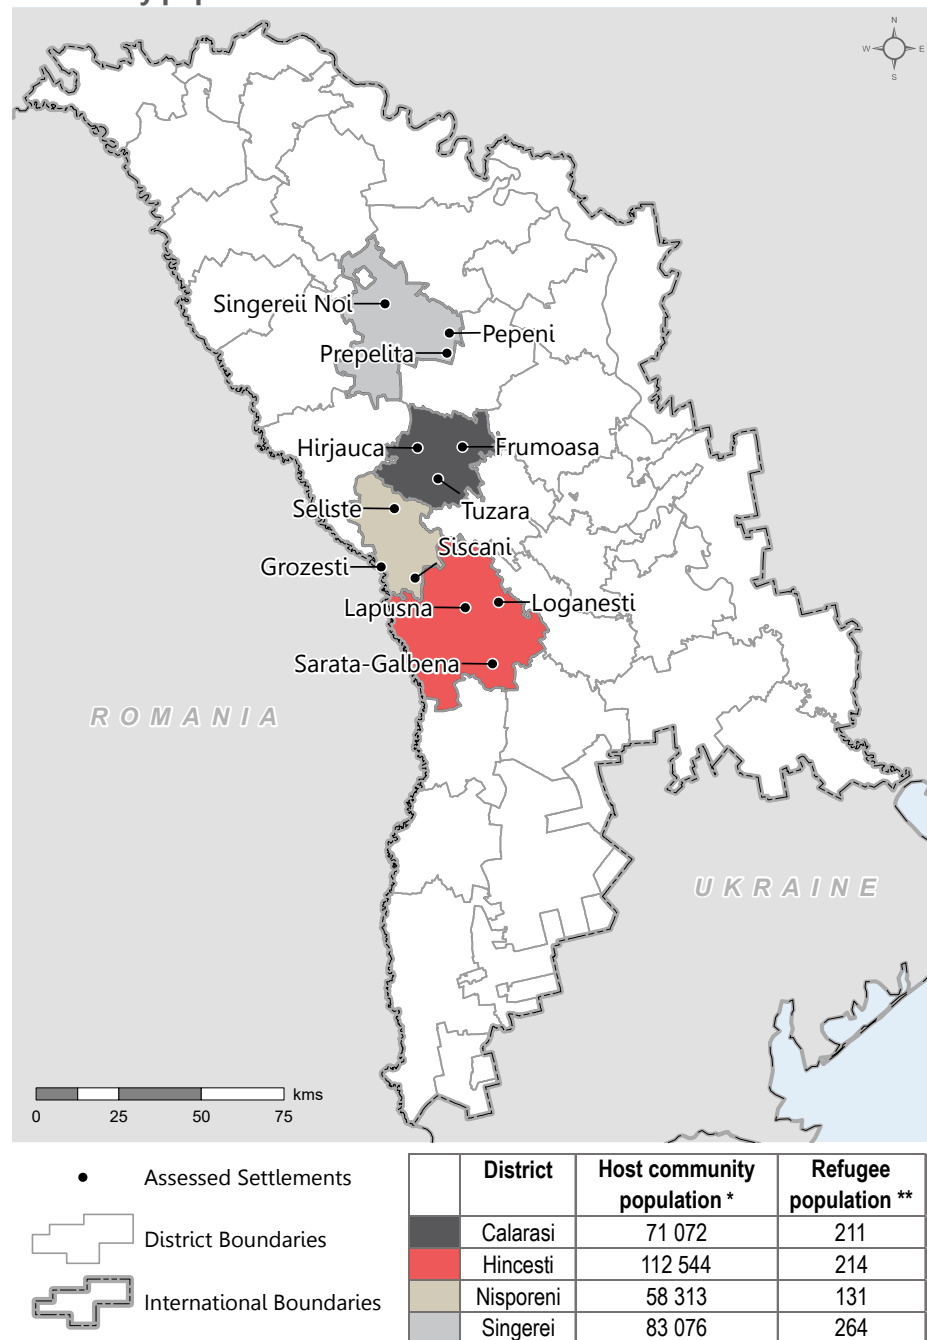 N
W E
S
Singereii Noi
Pepeni
Prepelita
Hirjauca
Frumoasa
Tuzara
Seliste
Siscani
Grozesti
Lapusna
Loganesti
Sarata-Galbena
ROMANIA
UKRAINE
kms
0 25 50 75
Assessed Settlements
District Boundaries
International Boundaries
District Host community population * Refugee population **
Calarasi 71 072 211
Hincesti 112 544 214
Nisporeni 58 313 131
Singerei 83 076 264